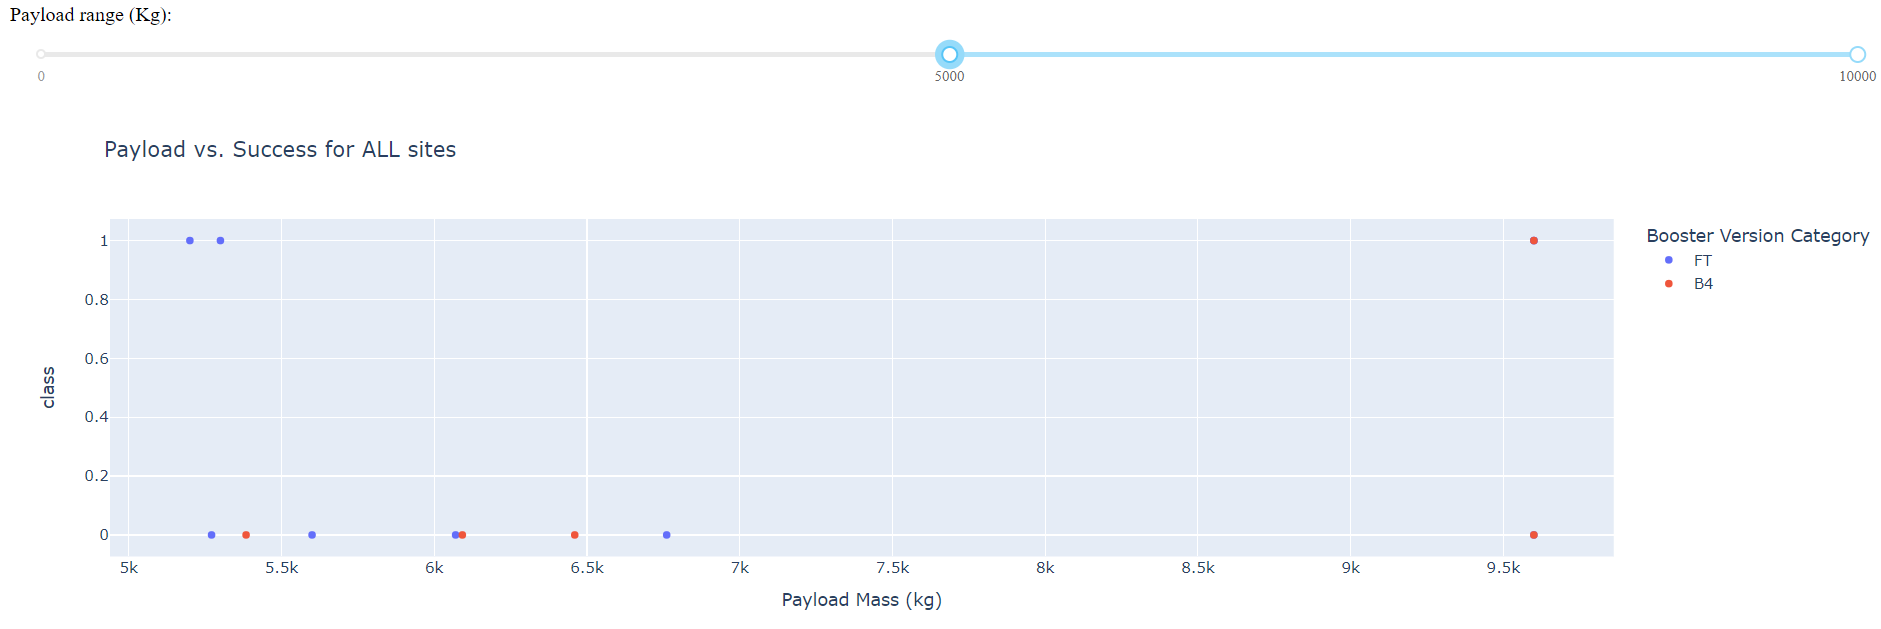 Payload range (Kg):
0
5000
10000
Payload vs. Success for ALL sites
Booster Version Category
FT
B4
class
1
0.8
0.6
0.4
0.2
0
5k
5.5k
6k
6.5k
7k
7.5k
8k
8.5k
9k
9.5k
Payload Mass (kg)